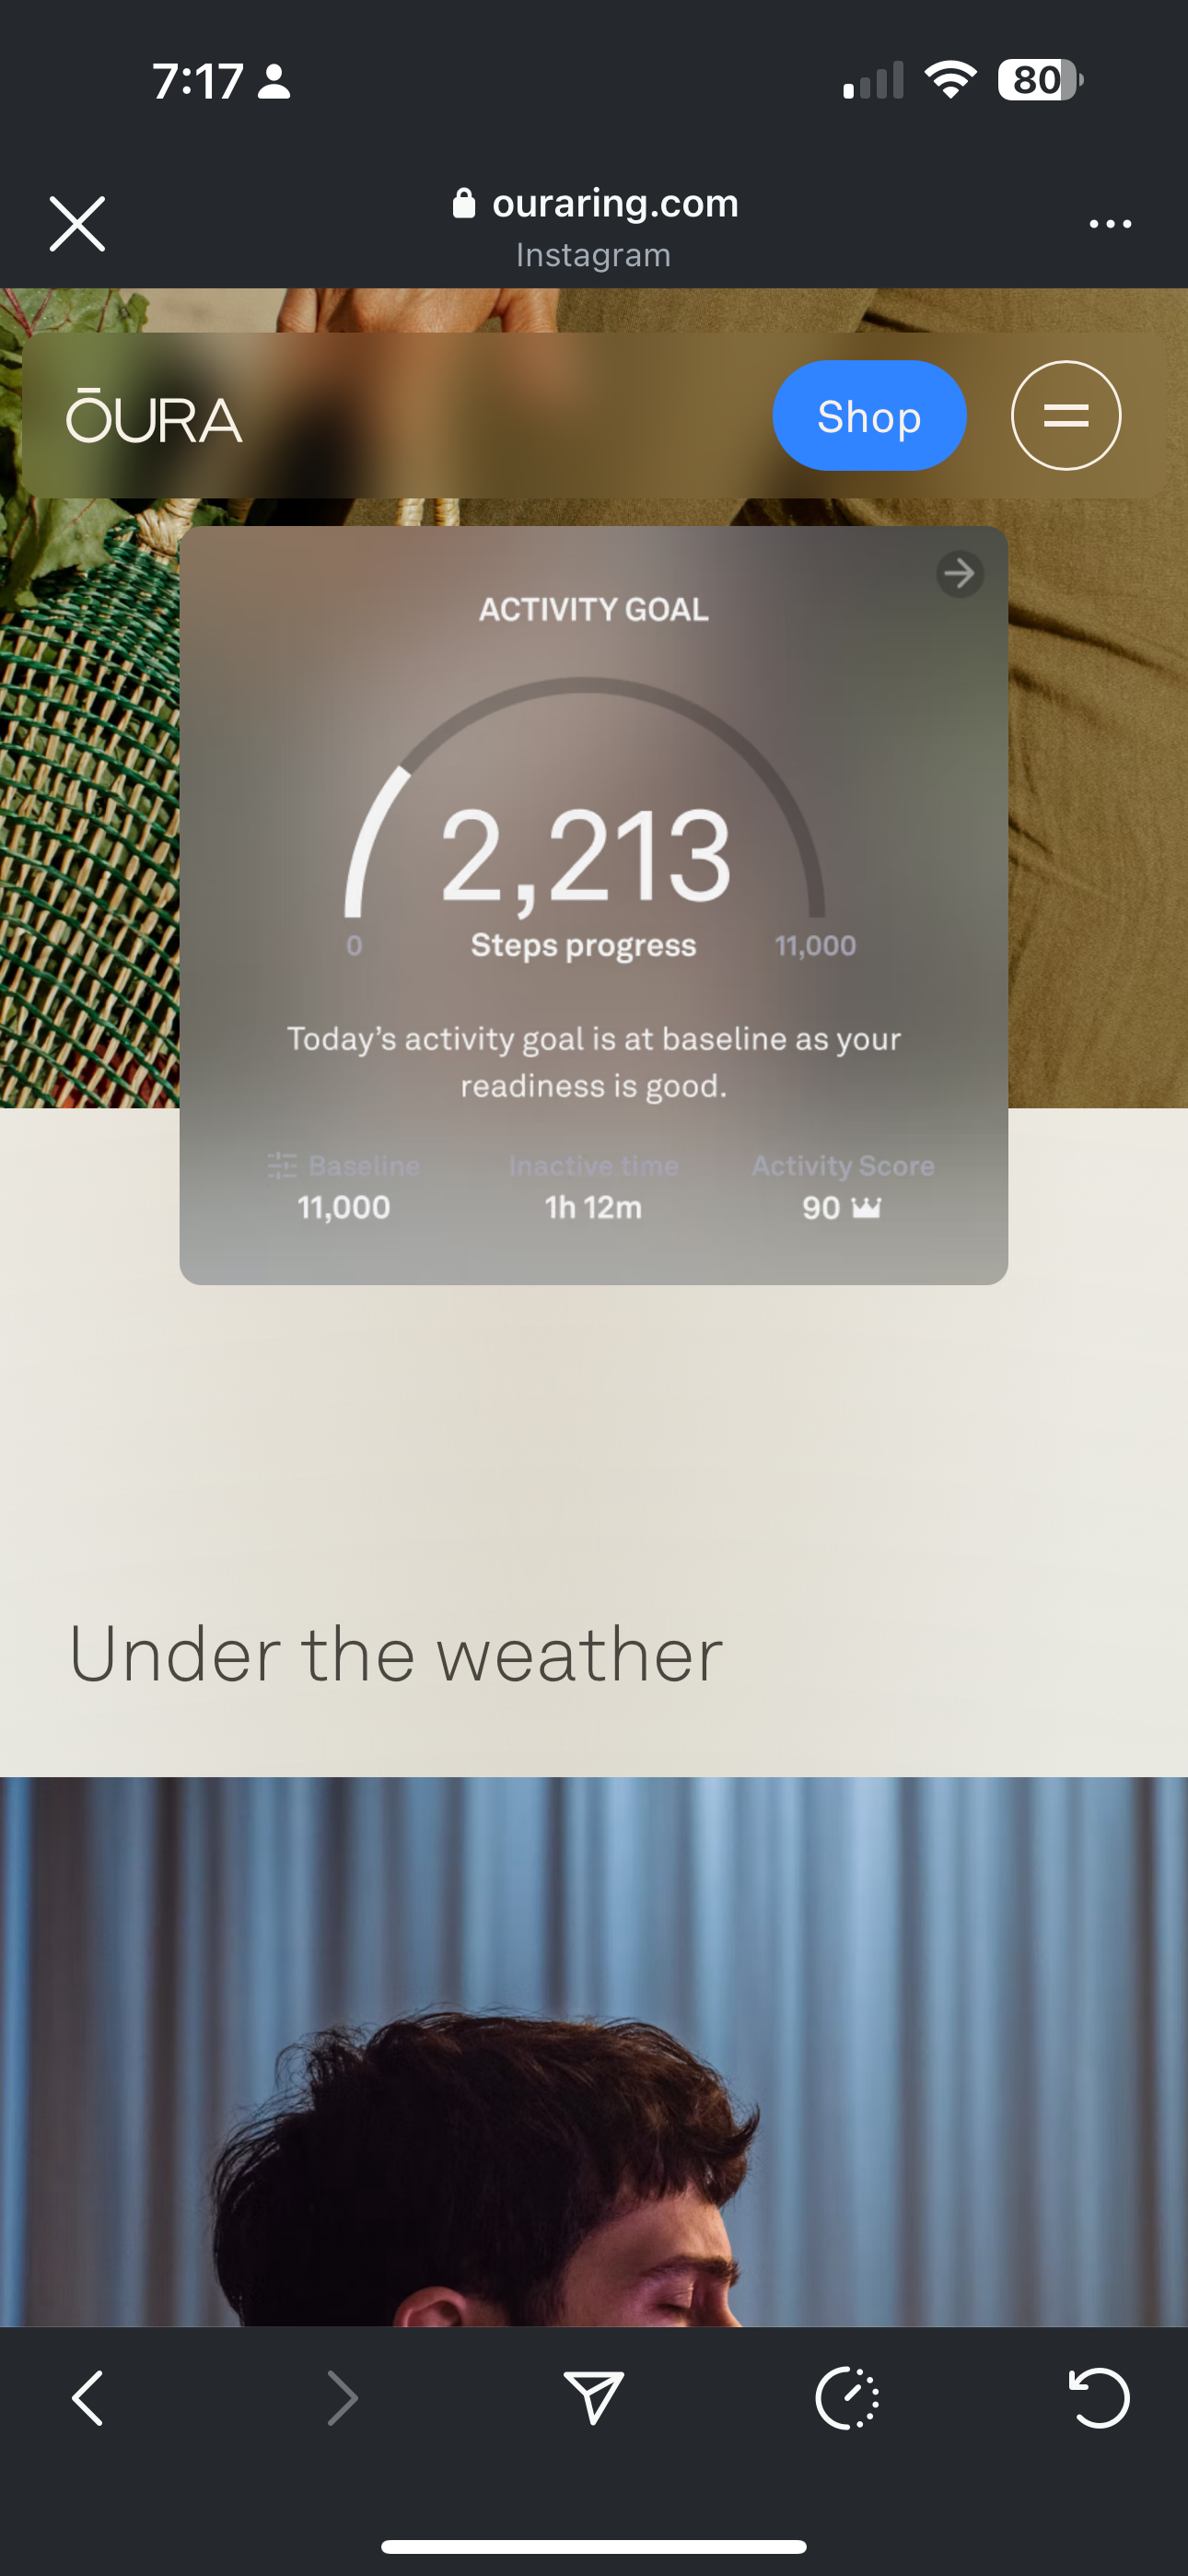 7:17
80
ouraring.com
Instagram
ŌURA
Shop
ACTIVITY GOAL
2,213
0
Steps progress
11,000
Today’s activity goal is at baseline as your
readiness is good.
Baseline
Inactive time
Activity Score
11,000
1h 12m
90
Under the weather